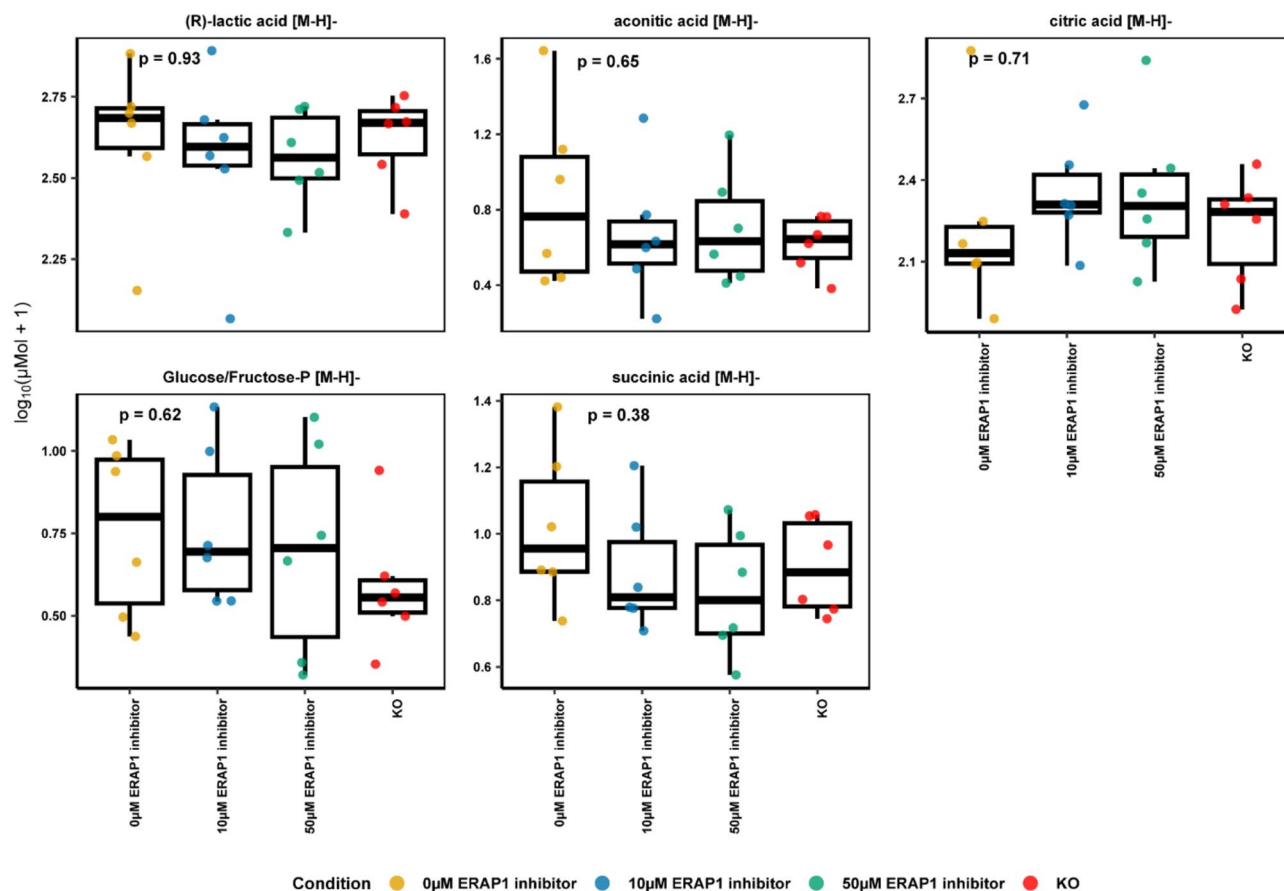 (R)-lactic acid [M-H]-
aconitic acid [M-H]-
citric acid [M-H]-
p = 0.93
p = 0.65
p = 0.71
2.75
2.50
2.25
1.6
1.2
0.8
0.4
2.7
2.4
2.1
log₁₀(µMol + 1)
0µM ERAP1 inhibitor
10µM ERAP1 inhibitor
50µM ERAP1 inhibitor
KO
Glucose/Fructose-P [M-H]-
succinic acid [M-H]-
p = 0.62
p = 0.38
1.00
0.75
0.50
1.4
1.2
1.0
0.8
0.6
0µM ERAP1 inhibitor
10µM ERAP1 inhibitor
50µM ERAP1 inhibitor
KO
0µM ERAP1 inhibitor
10µM ERAP1 inhibitor
50µM ERAP1 inhibitor
KO
Condition 0µM ERAP1 inhibitor 10µM ERAP1 inhibitor 50µM ERAP1 inhibitor KO